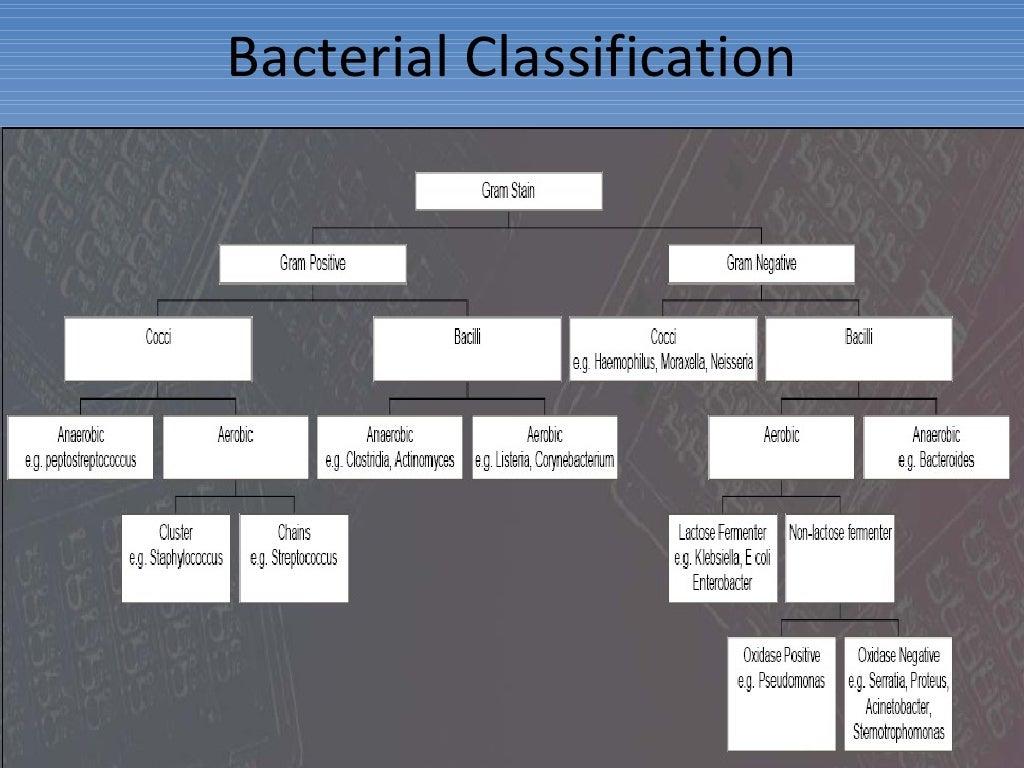 Bacterial Classification
Gram Stain
Gram Positive
Gram Negative
Cocci
Bacilli
Cocci
e.g. Haemophilus, Moraxella, Neisseria
Bacilli
Anaerobic
e.g. peptostreptococcus
Aerobic
Anaerobic
e.g. Clostridia, Actinomyces
Aerobic
e.g. Listeria, Corynebacterium
Aerobic
Anaerobic
e.g. Bacteroides
Cluster
e.g. Staphylococcus
Chains
e.g. Streptococcus
Lactose Fermenter
e.g. Klebsiella, E coli
Enterobacter
Non-lactose fermenter
Oxidase Positive
e.g. Pseudomonas
Oxidase Negative
e.g. Serratia, Proteus,
Acinetobacter,
Stemotrophomonas